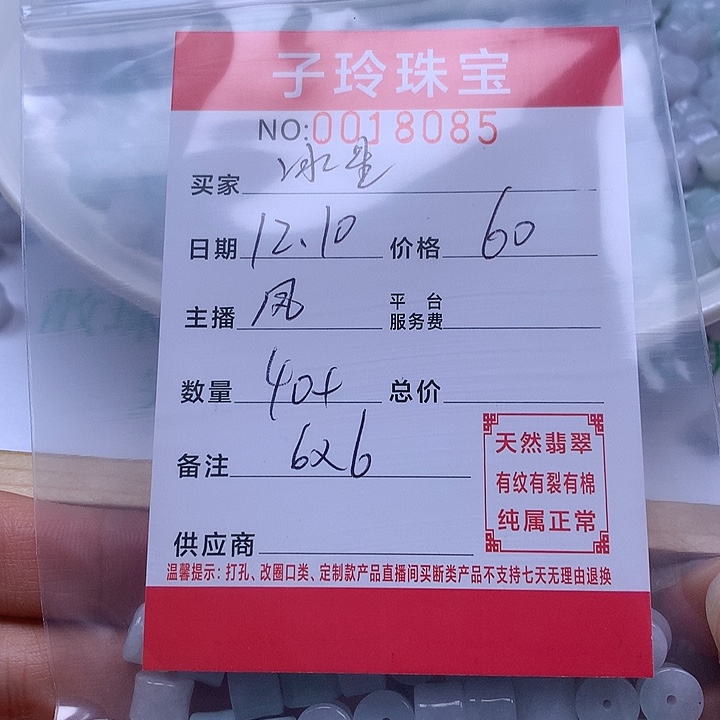 子玲珠宝
NO:0018085
买家 冰星
日期 12.10 价格 60
主播 凤 平台服务费
数量 40+ 总价
备注 6x6
天然翡翠
有纹有裂有棉
纯属正常
供应商
温馨提示：打孔、改圈口类、定制款产品直播间买断类产品不支持七天无理由退换